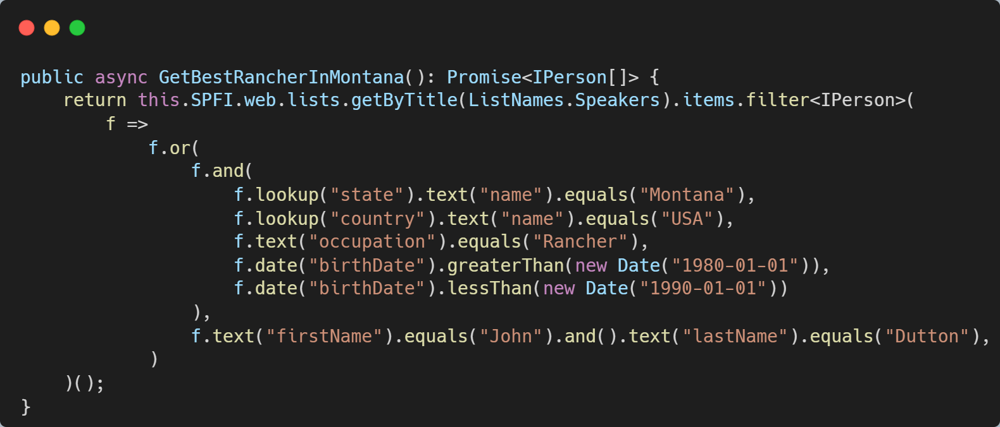 public async GetBestRancherInMontana(): Promise<IPerson[]> {
    return this.SPFI.web.lists.getByTitle(ListNames.Speakers).items.filter<IPerson>(
        f =>
            f.or(
                f.and(
                    f.lookup("state").text("name").equals("Montana"),
                    f.lookup("country").text("name").equals("USA"),
                    f.text("occupation").equals("Rancher"),
                    f.date("birthDate").greaterThan(new Date("1980-01-01")),
                    f.date("birthDate").lessThan(new Date("1990-01-01"))
                ),
                f.text("firstName").equals("John").and().text("lastName").equals("Dutton"),
            )
    )();
}